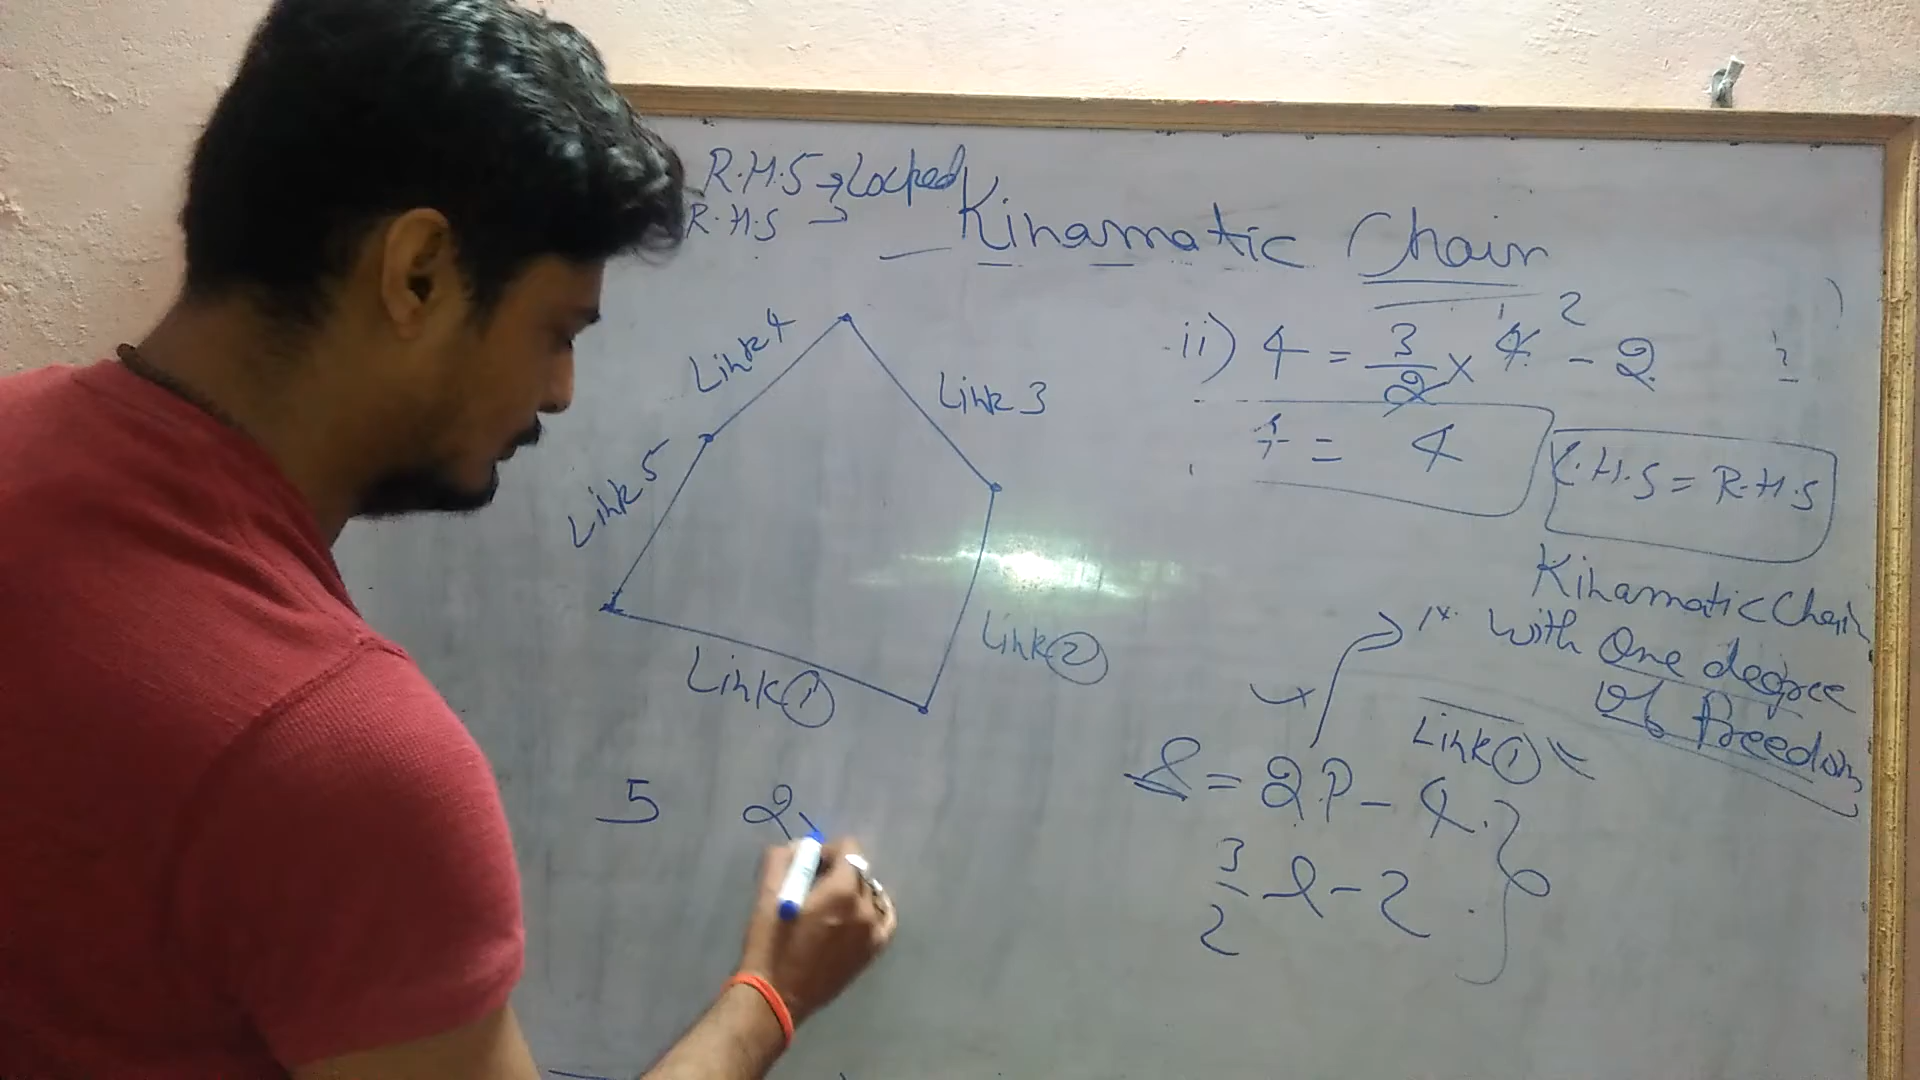 R.H.S → Locked
R.H.S →
Kinamatic Chain
ii) 4 = 3/2 x 4 2 - 2
4 = 4
L.H.S = R.H.S
Kinamatic Chain
with One degree
Of freedom
Link 4
Link 3
Link 5
Link ②
Link ①
Link ①
l = 2P - 4
3/2 l - 2
5 2